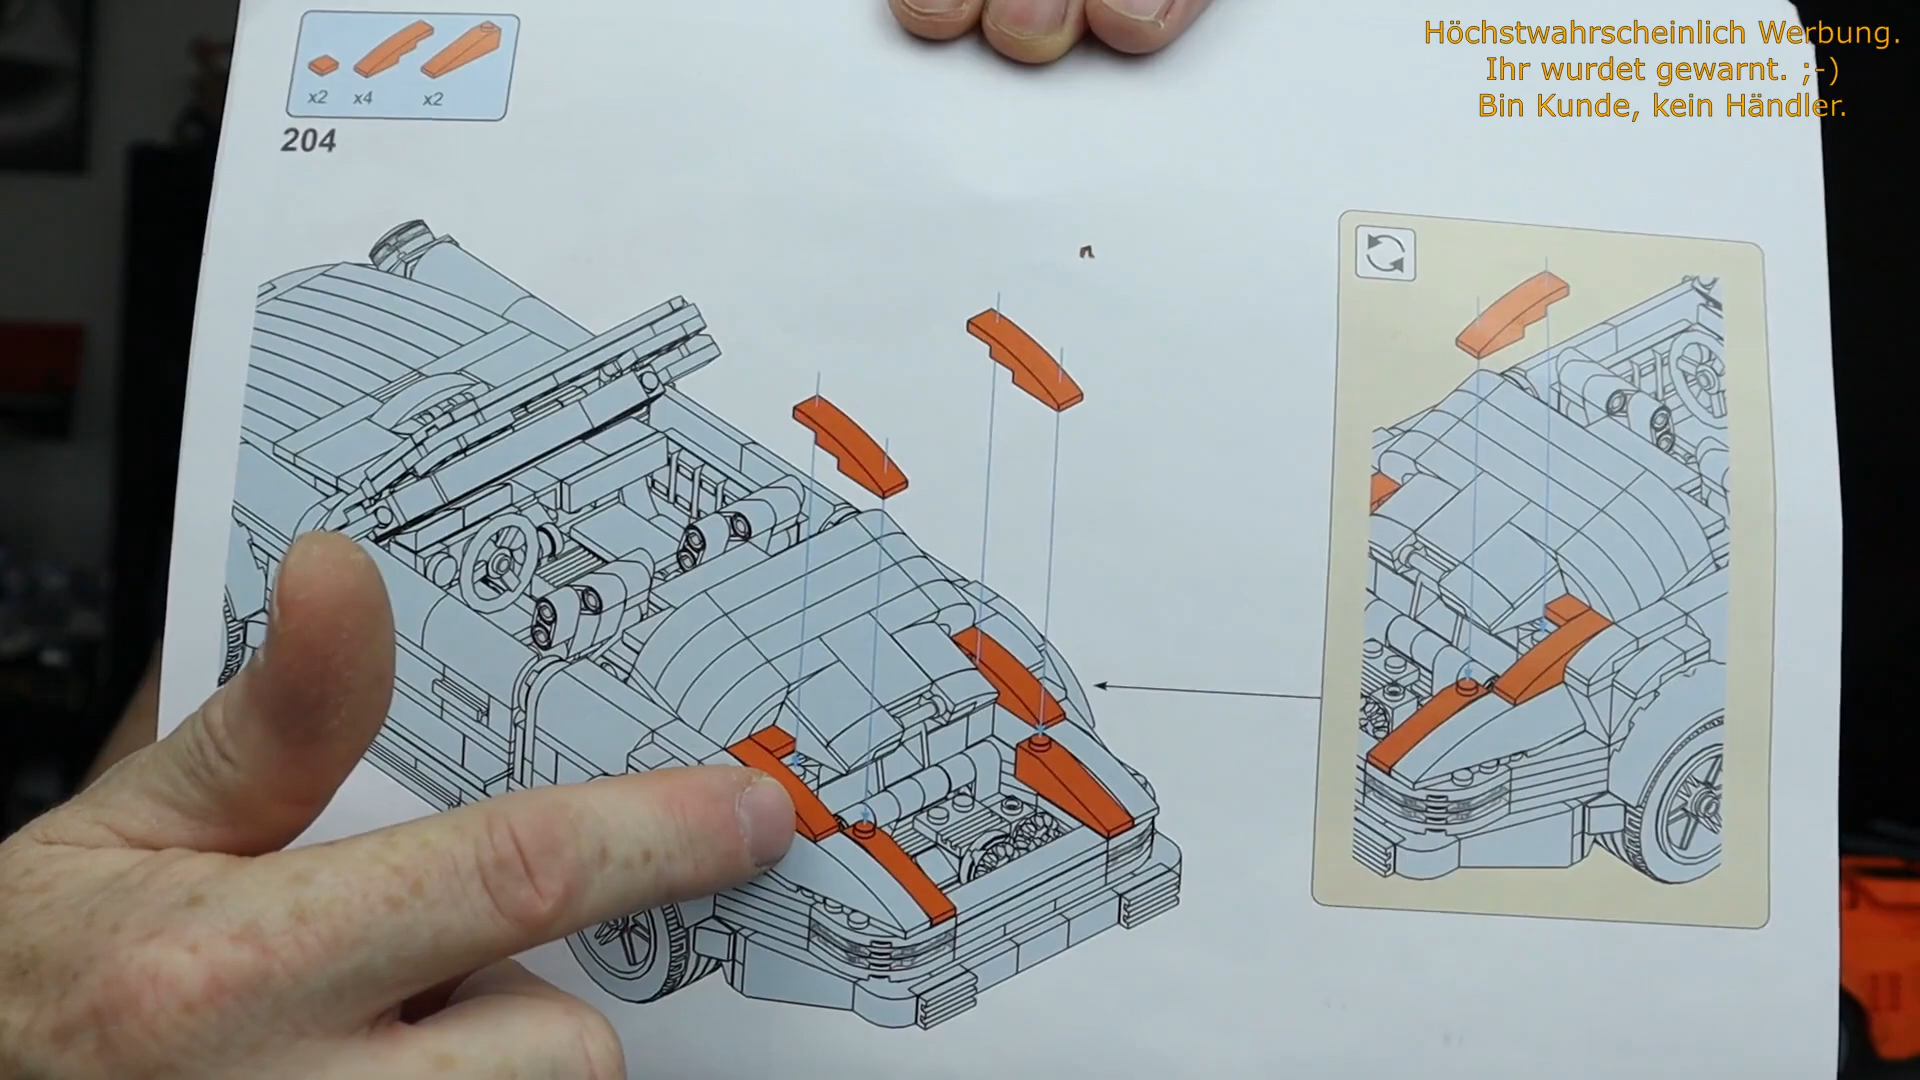 Höchstwahrscheinlich Werbung.
Ihr wurdet gewarnt. ;-)
Bin Kunde, kein Händler.
x2 x4 x2
204